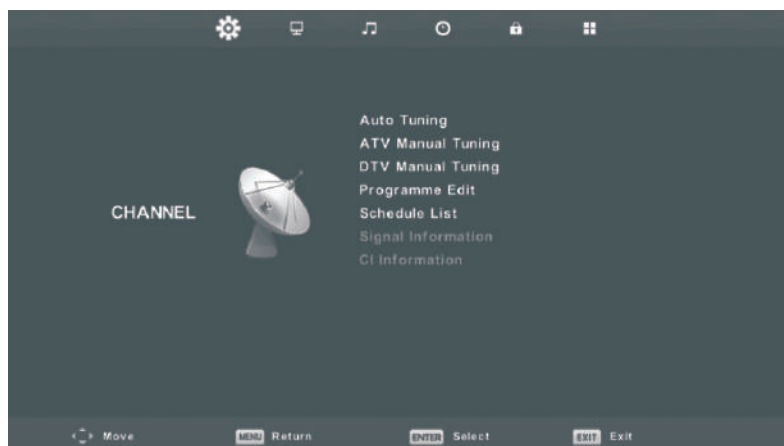 Auto Tuning
ATV Manual Tuning
DTV Manual Tuning
Programme Edit
CHANNEL
Schedule List
Signal Information
CI Information
Move MENU Return ENTER Select EXIT Exit